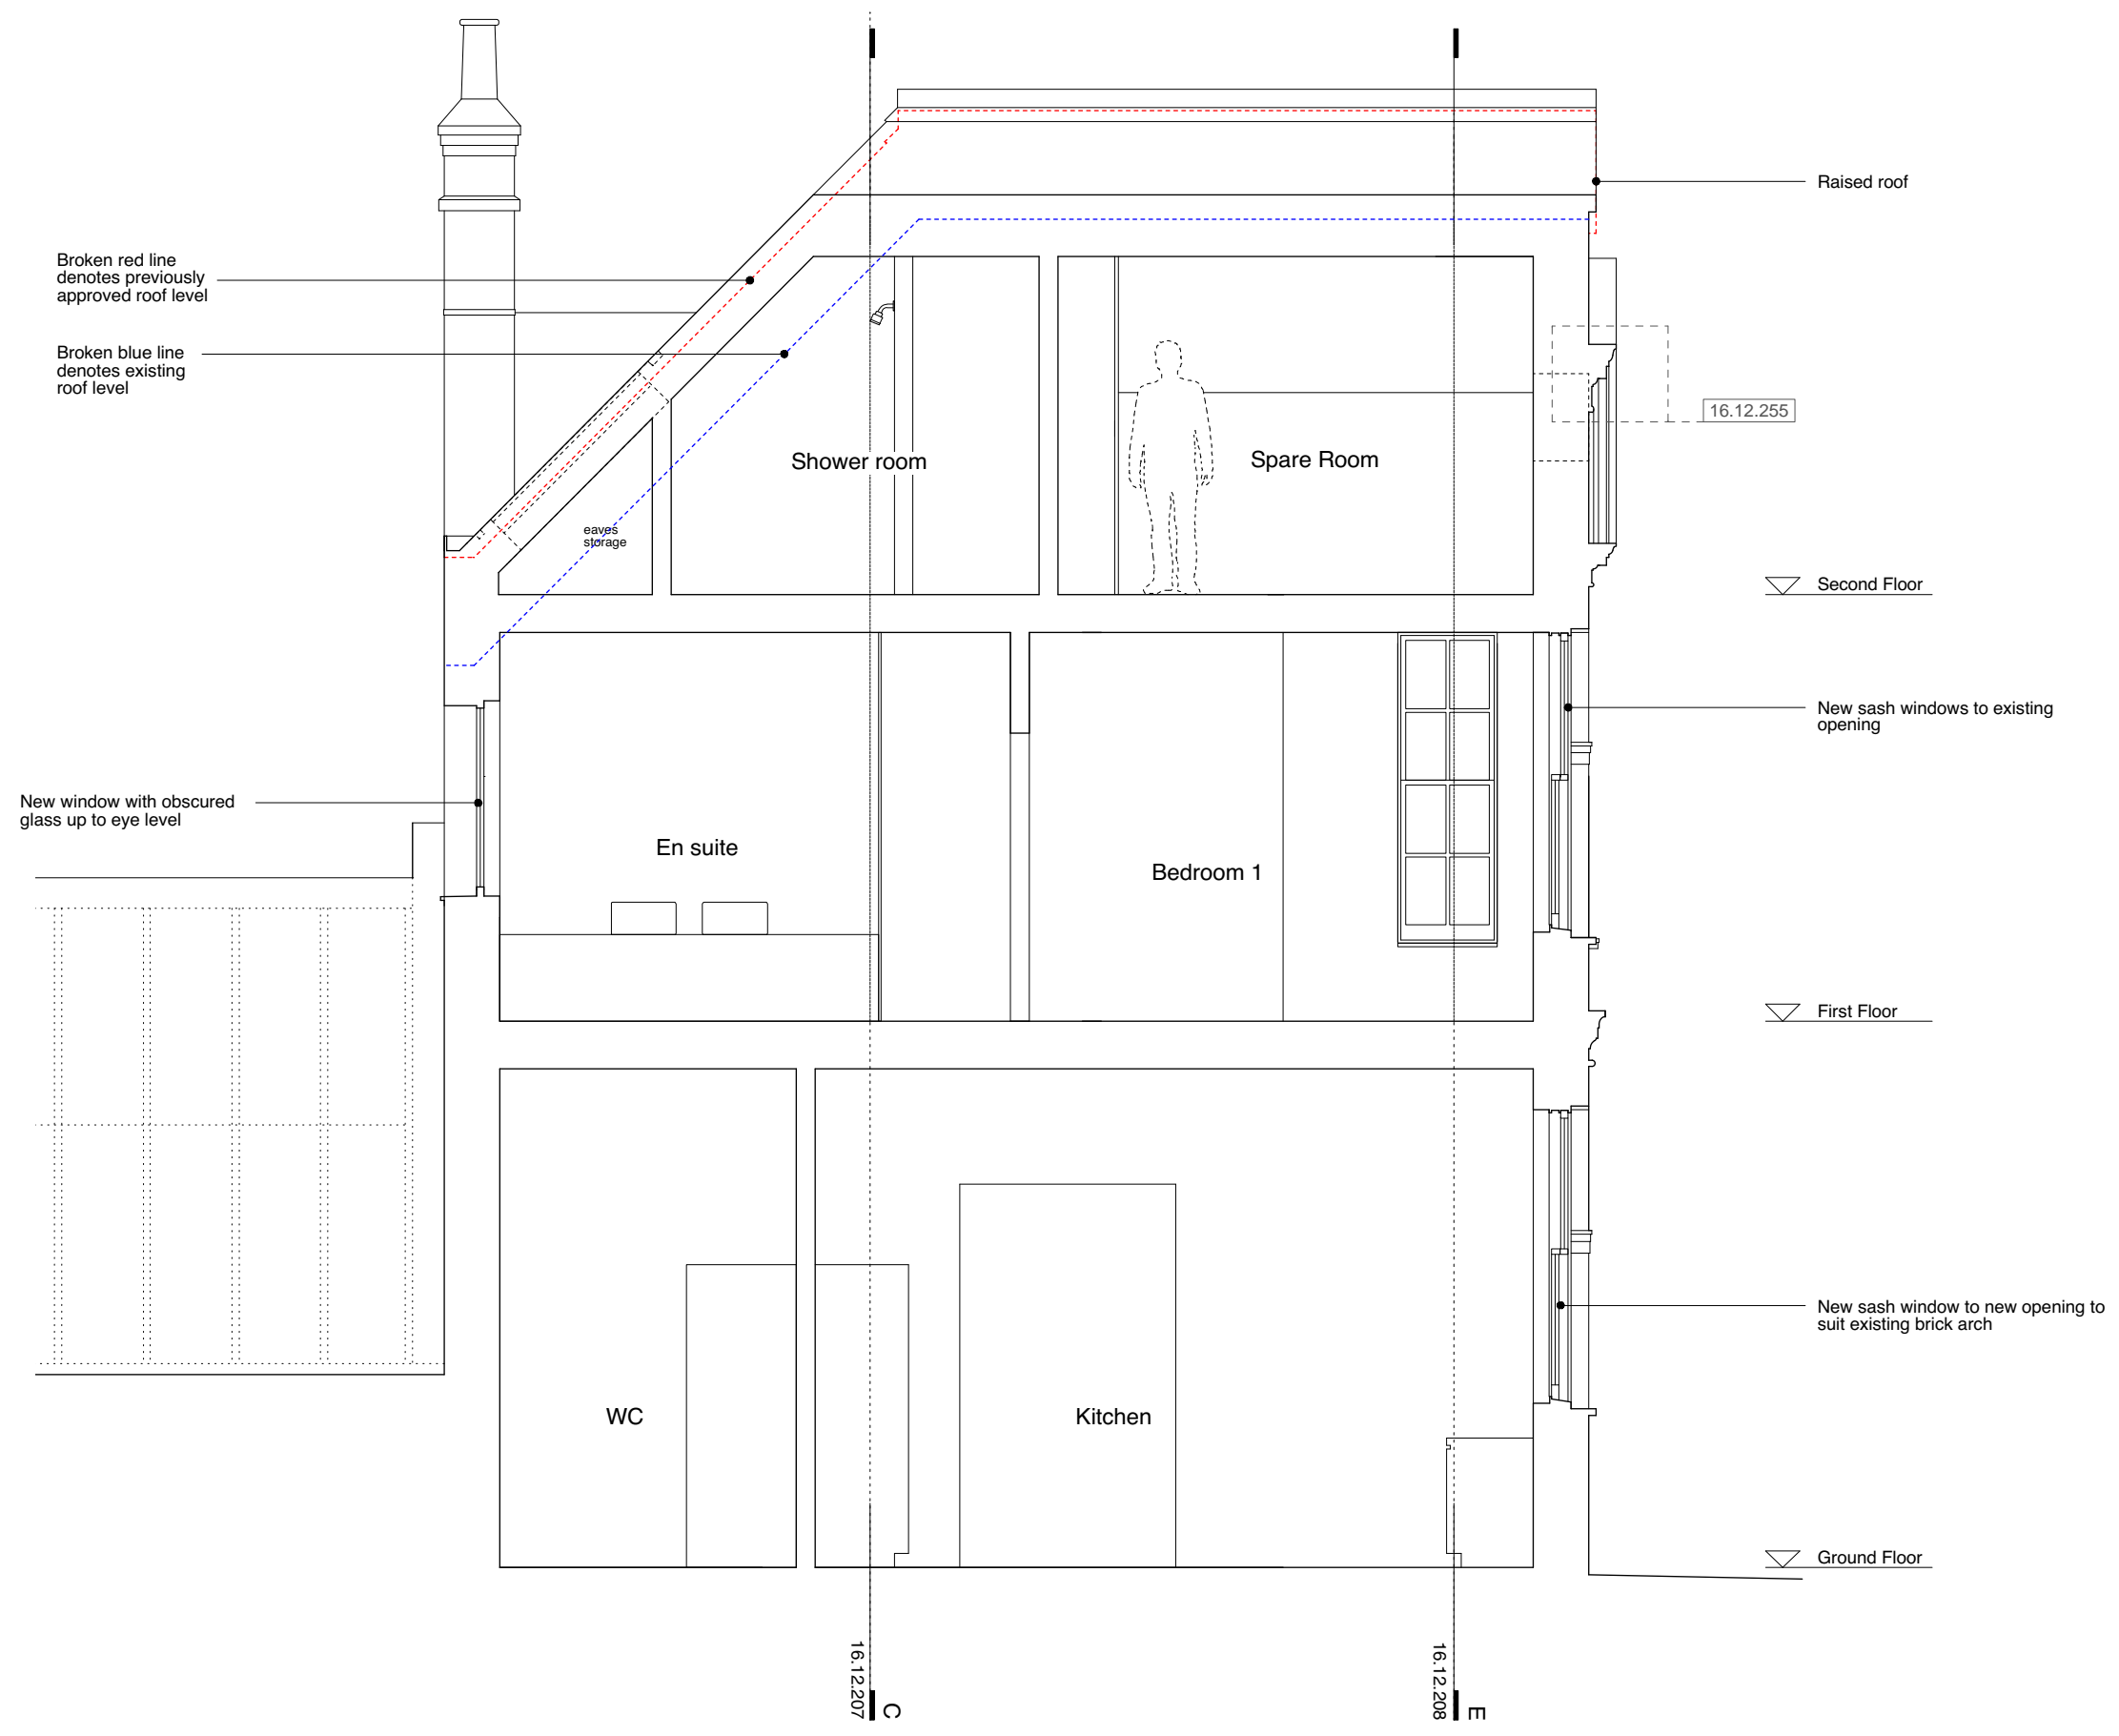 Raised roof
Broken red line
denotes previously
approved roof level
Broken blue line
denotes existing
roof level
16.12.255
Shower room
Spare Room
eaves
storage
Second Floor
New sash windows to existing
opening
New window with obscured
glass up to eye level
En suite
Bedroom 1
First Floor
New sash window to new opening to
suit existing brick arch
WC
Kitchen
Ground Floor
16.12.207
C
16.12.208
E